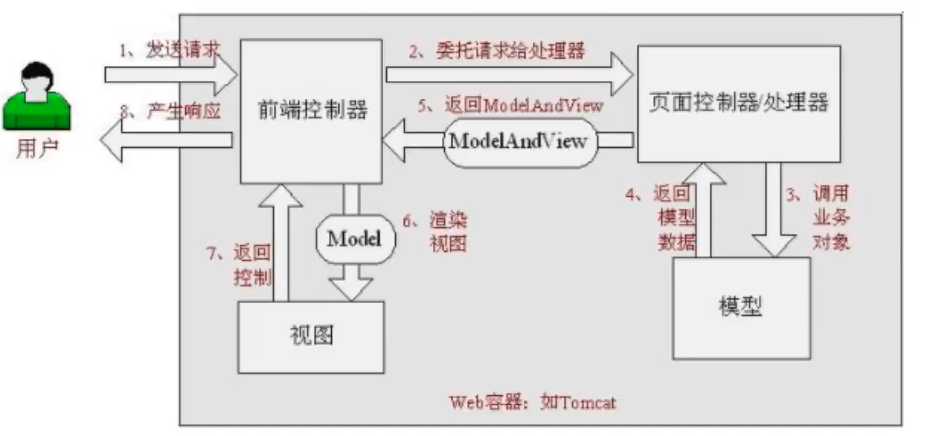 1、发送请求
2、委托请求给处理器
前端控制器
页面控制器/处理器
8、产生响应
5、返回ModelAndView
ModelAndView
用户
4、返回
模型
数据
3、调用
业务
对象
6、渲染
视图
Model
7、返回
控制
视图
模型
Web容器：如Tomcat